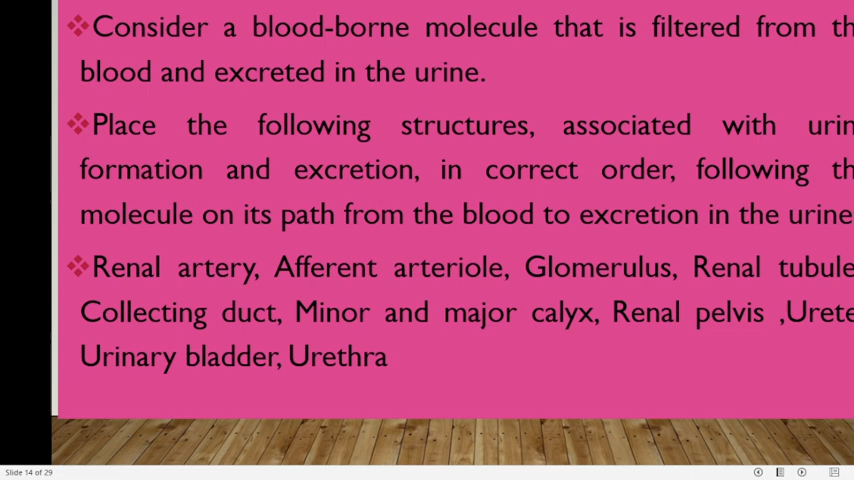 Consider a blood-borne molecule that is filtered from th
blood and excreted in the urine.
Place the following structures, associated with urin
formation and excretion, in correct order, following th
molecule on its path from the blood to excretion in the urine
Renal artery, Afferent arteriole, Glomerulus, Renal tubule
Collecting duct, Minor and major calyx, Renal pelvis ,Urete
Urinary bladder, Urethra
Slide 14 of 29